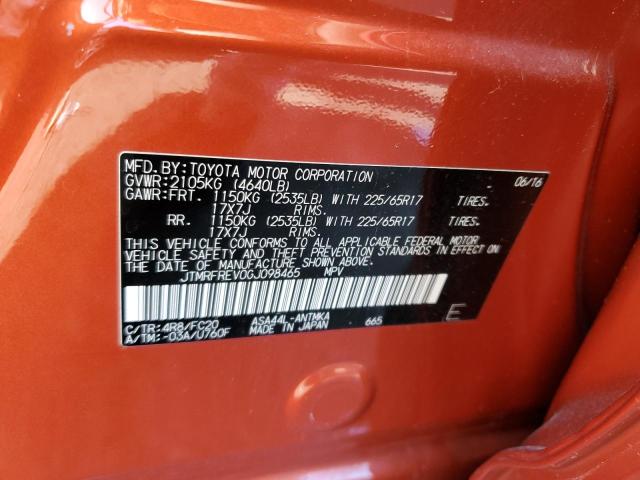 MFD. BY: TOYOTA MOTOR CORPORATION 06/16
GVWR: 2105KG (4640LB)
GAWR: FRT. 1150KG (2535LB) WITH 225/65R17 TIRES.
17X7J RIMS.
RR. 1150KG (2535LB) WITH 225/65R17 TIRES.
17X7J RIMS.
THIS VEHICLE CONFORMS TO ALL APPLICABLE FEDERAL MOTOR
VEHICLE SAFETY AND THEFT PREVENTION STANDARDS IN EFFECT ON
THE DATE OF MANUFACTURE SHOWN ABOVE.
JTMRFREV0GJ098465 MPV
C/TR: 4R8/FC20 ASA44L-ANTMKA 665 E
A/TM: -03A/U760F MADE IN JAPAN